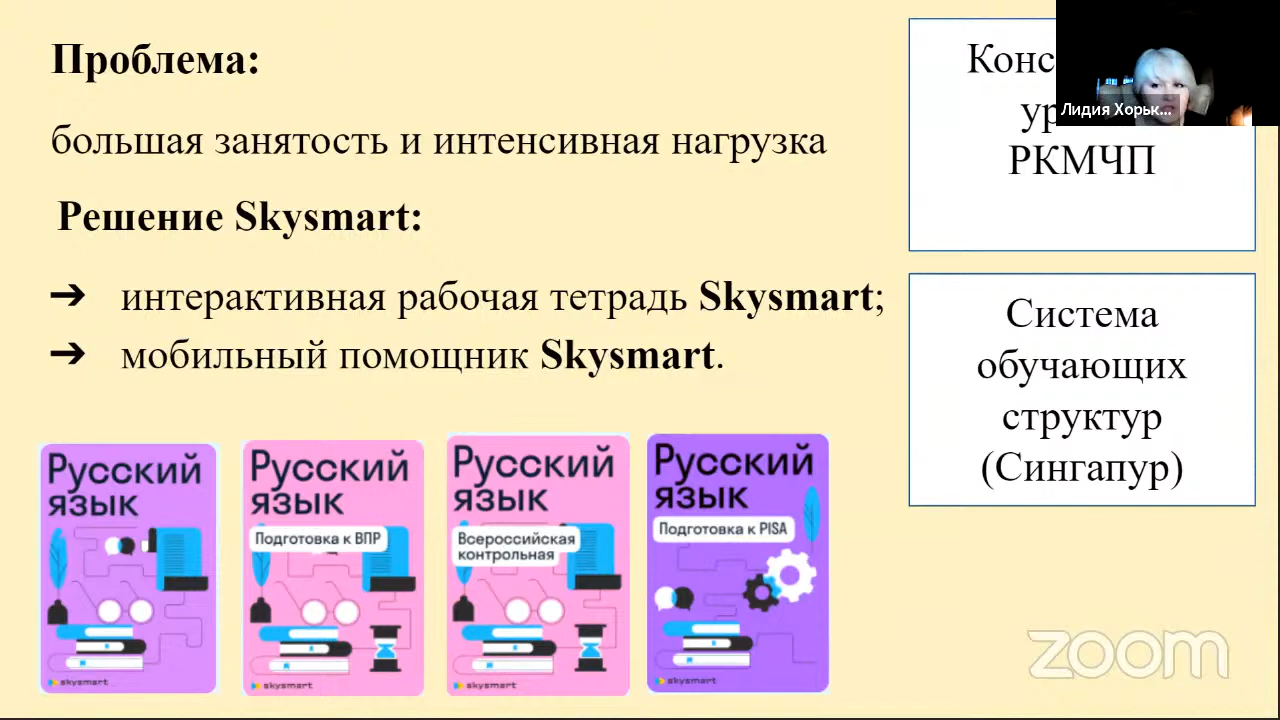 Проблема:
большая занятость и интенсивная нагрузка
Решение Skysmart:
➔ интерактивная рабочая тетрадь Skysmart;
➔ мобильный помощник Skysmart.
Русский
язык
skysmart
Русский
язык
Подготовка к ВПР
skysmart
Русский
язык
Всероссийская
контрольная
skysmart
Русский
язык
Подготовка к PISA
skysmart
РКМЧП
Лидия Хорьк...
Система
обучающих
структур
(Сингапур)
zoom